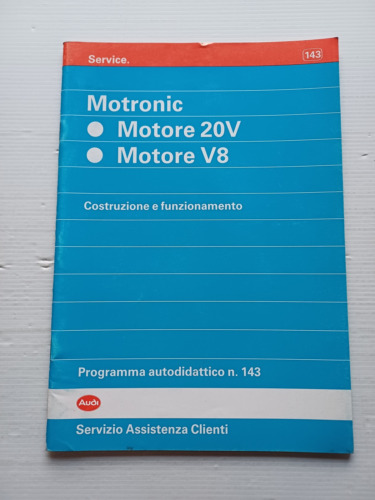 Service.
143
Motronic
● Motore 20V
● Motore V8
Costruzione e funzionamento
Programma autodidattico n. 143
Audi
Servizio Assistenza Clienti